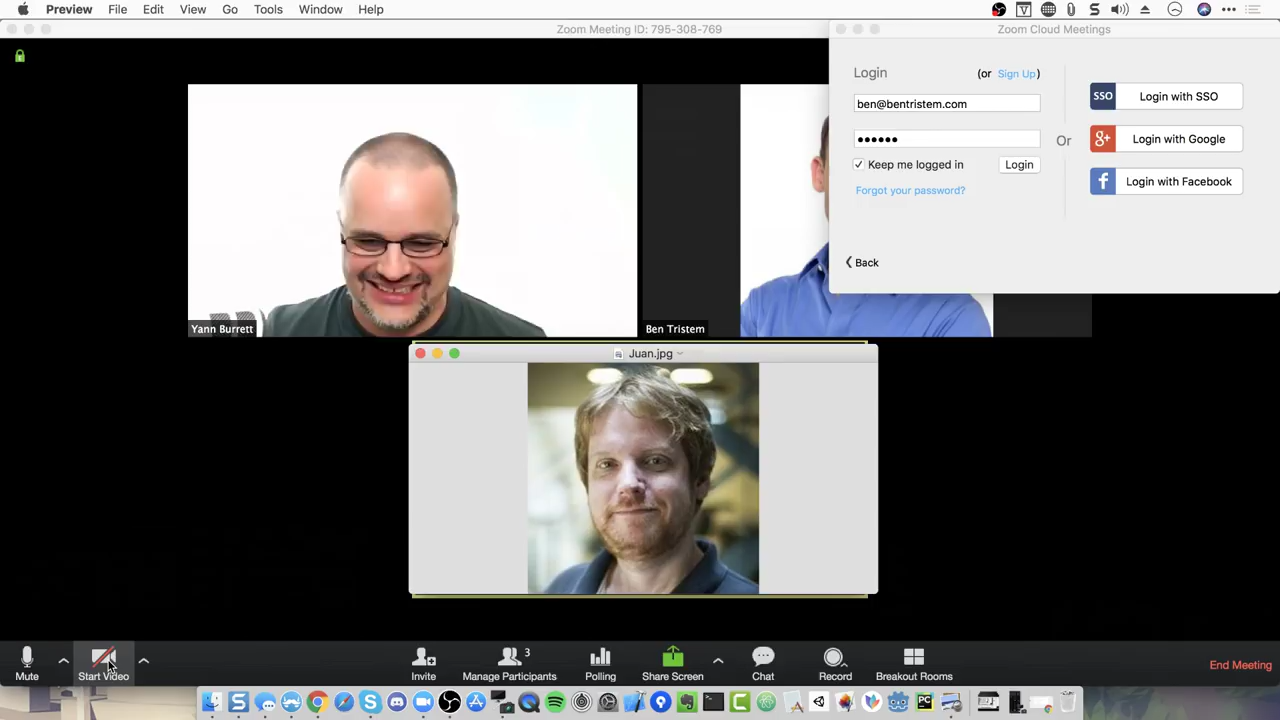 Preview File Edit View Go Tools Window Help
Zoom Meeting ID: 795-308-769
Zoom Cloud Meetings
Login (or Sign Up)
ben@bentristem.com
Keep me logged in Login
Forgot your password?
Or
SSO Login with SSO
G+ Login with Google
f Login with Facebook
Back
Yann Burrett
Ben Tristem
Juan.jpg
Mute
Start Video
Invite
3
Manage Participants
Polling
Share Screen
Chat
Record
Breakout Rooms
End Meeting